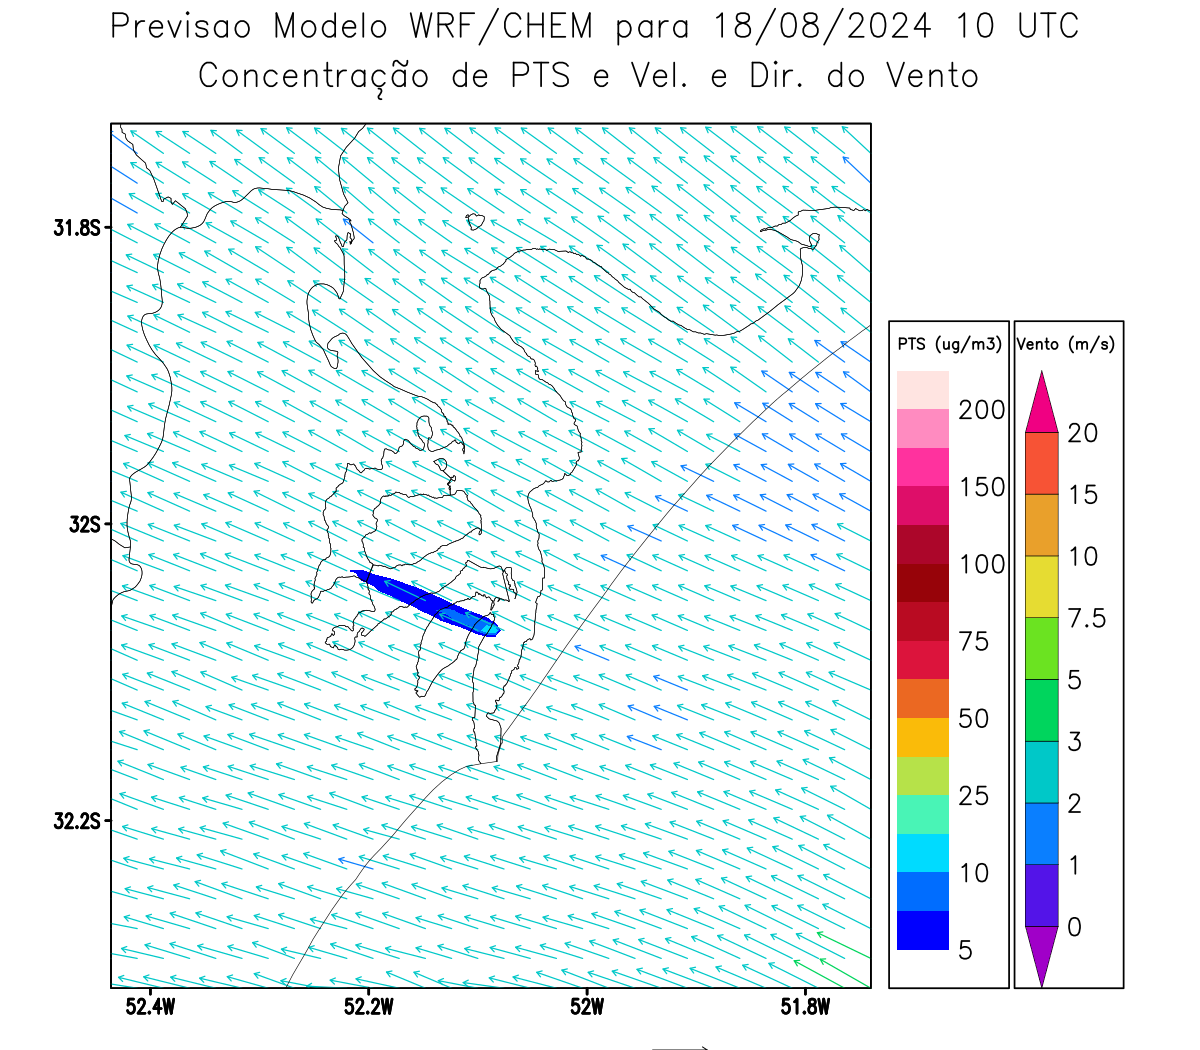 Previsao Modelo WRF/CHEM para 18/08/2024 10 UTC
Concentração de PTS e Vel. e Dir. do Vento
31.8S
32S
32.2S
52.4W
52.2W
52W
51.8W
PTS (ug/m3)
200
150
100
75
50
25
10
5
Vento (m/s)
20
15
10
7.5
5
3
2
1
0